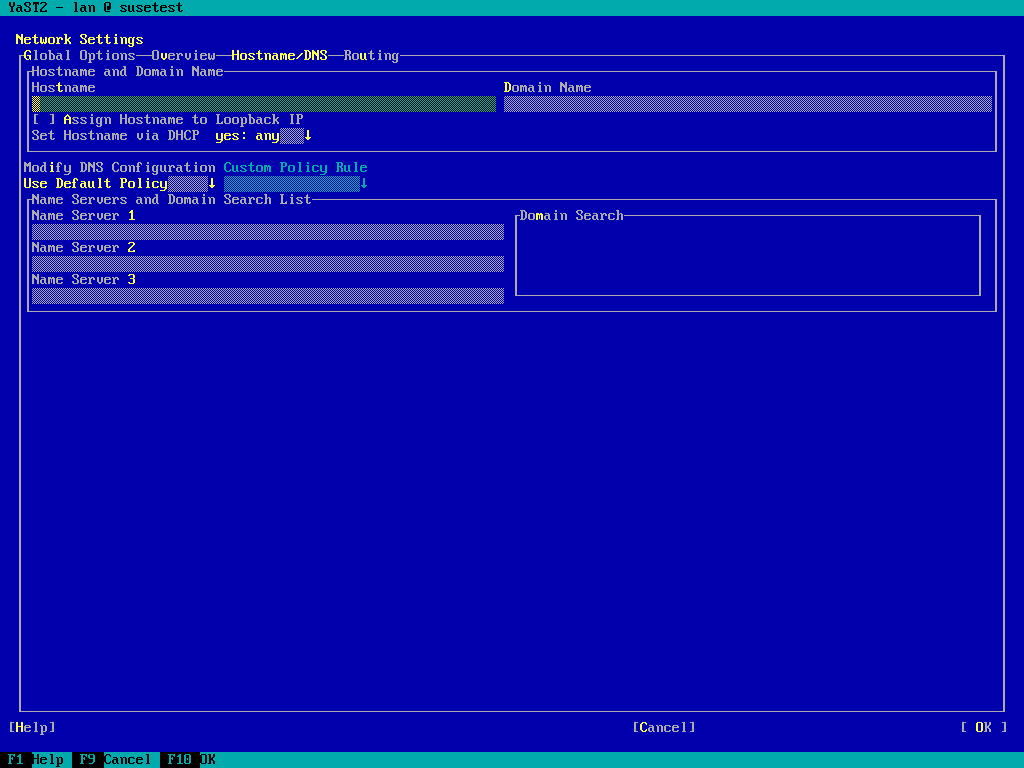 YaST2 - lan @ susetest
Network Settings
Global Options Overview Hostname/DNS Routing
Hostname and Domain Name
Hostname Domain Name
[ ] Assign Hostname to Loopback IP
Set Hostname via DHCP yes: any ↓
Modify DNS Configuration Custom Policy Rule
Use Default Policy ↓ ↓
Name Servers and Domain Search List
Name Server 1 Domain Search
Name Server 2
Name Server 3
[Help] [Cancel] [ OK ]
F1 Help F9 Cancel F10 OK